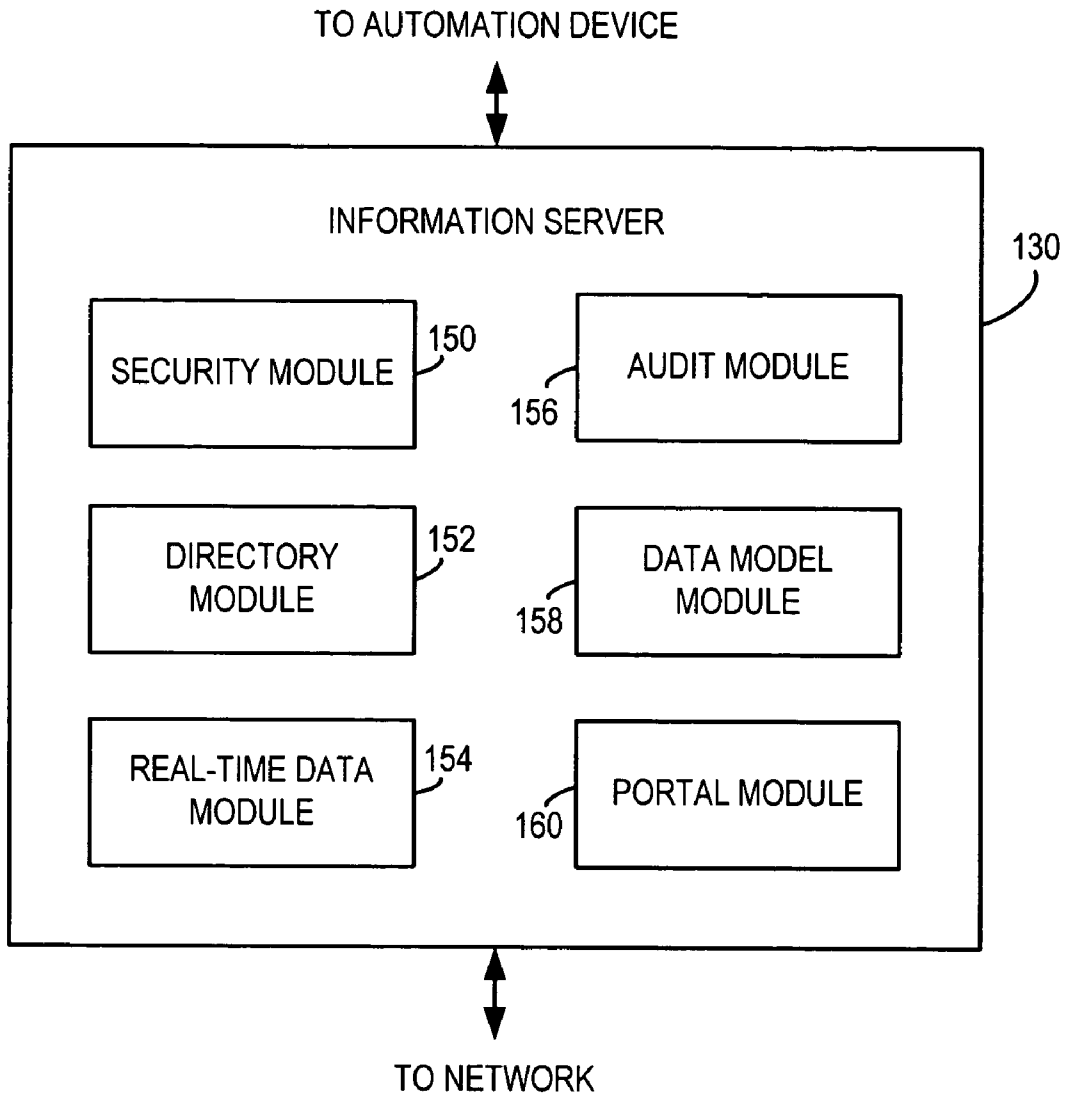 TO AUTOMATION DEVICE
INFORMATION SERVER
130
SECURITY MODULE
150
AUDIT MODULE
156
DIRECTORY
MODULE
152
DATA MODEL
MODULE
158
REAL-TIME DATA
MODULE
154
PORTAL MODULE
160
TO NETWORK